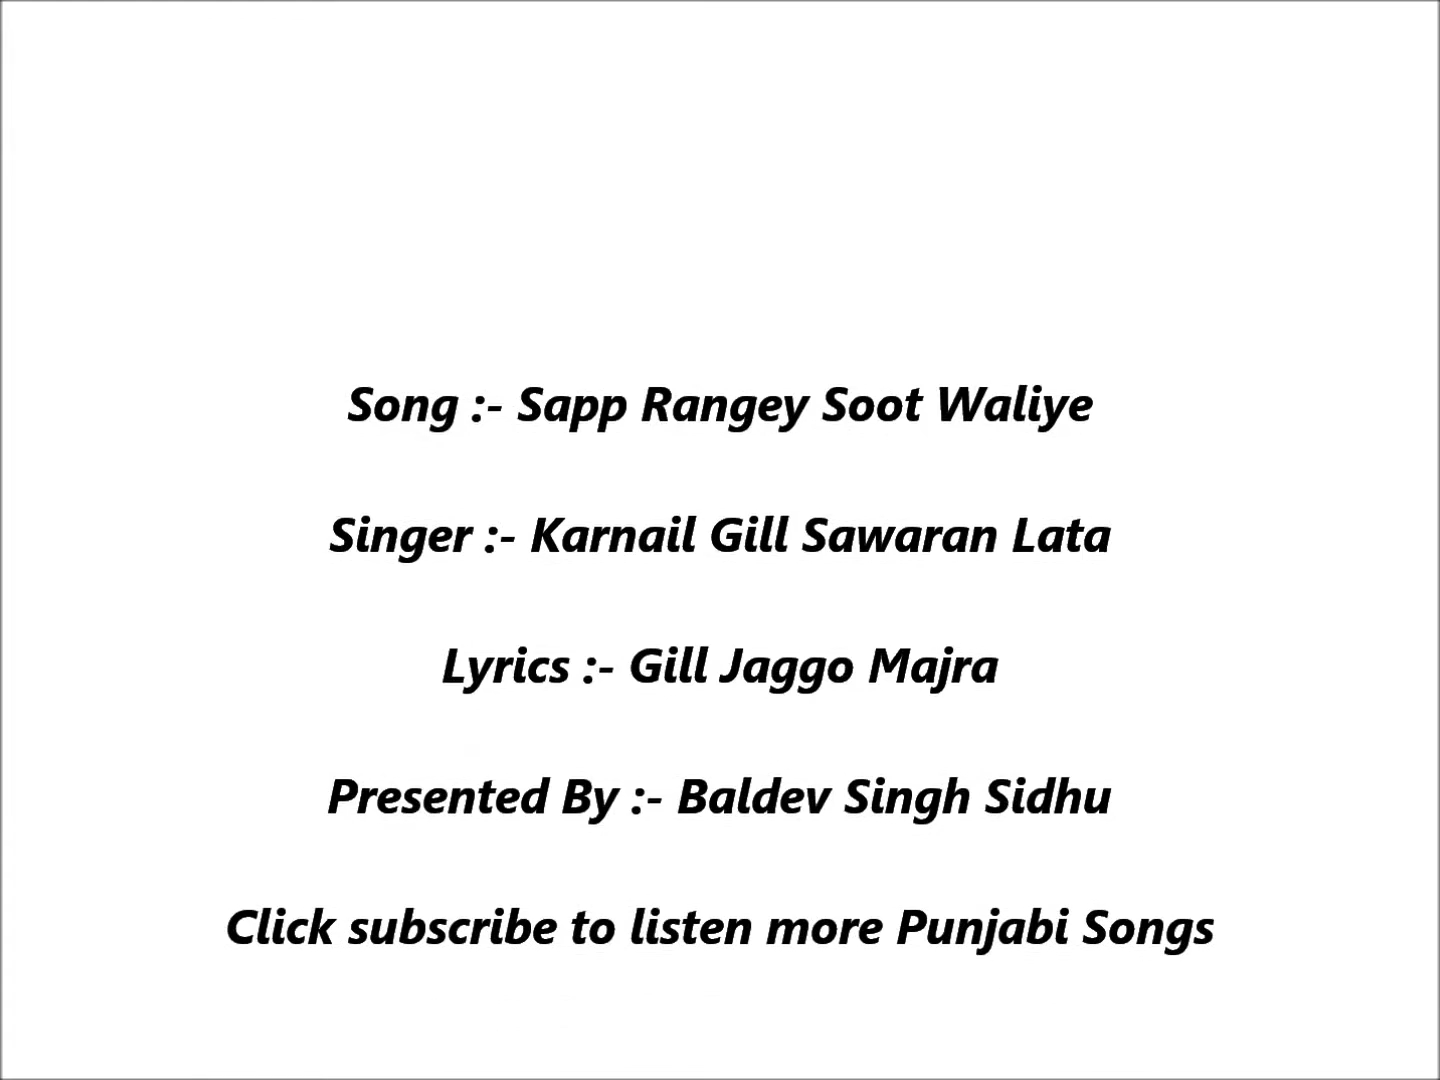 Song :- Sapp Rangey Soot Waliye
Singer :- Karnail Gill Sawaran Lata
Lyrics :- Gill Jaggo Majra
Presented By :- Baldev Singh Sidhu
Click subscribe to listen more Punjabi Songs